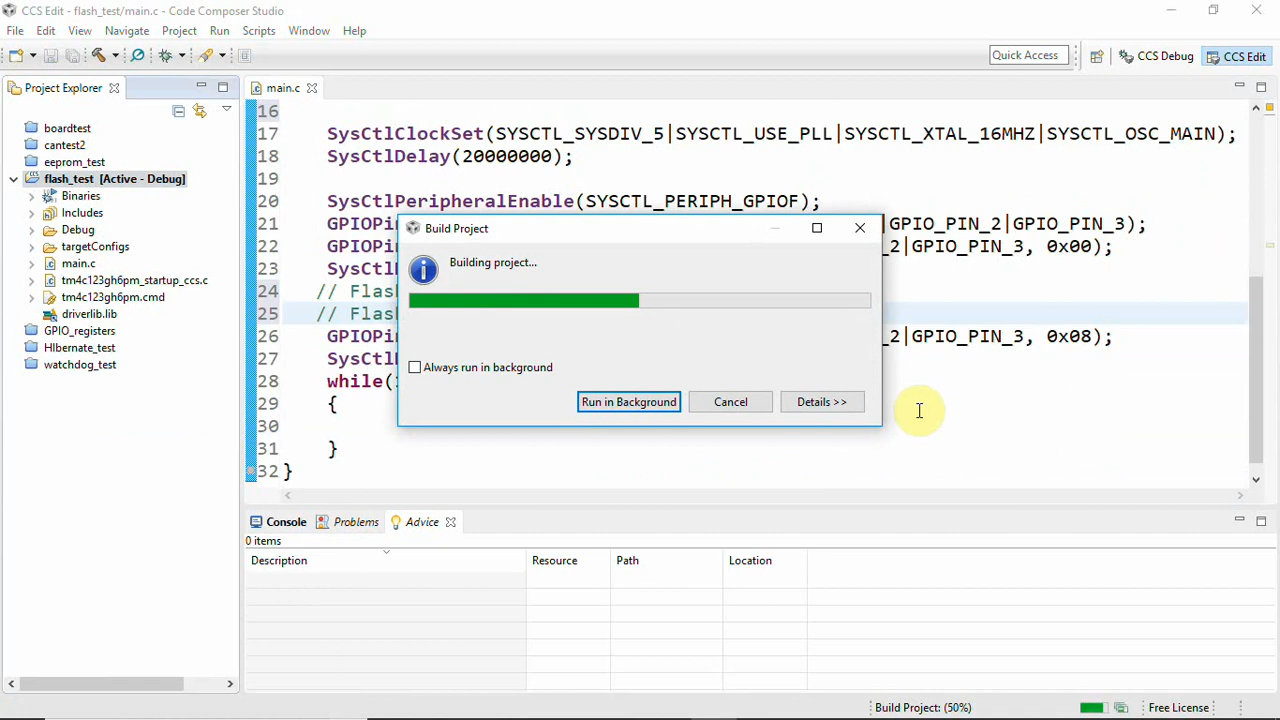 CCS Edit - flash_test/main.c - Code Composer Studio
File Edit View Navigate Project Run Scripts Window Help
Quick Access
CCS Debug
CCS Edit
Project Explorer
boardtest
cantest2
eeprom_test
flash_test [Active - Debug]
Binaries
Includes
Debug
targetConfigs
main.c
tm4c123gh6pm_startup_ccs.c
tm4c123gh6pm.cmd
driverlib.lib
GPIO_registers
HIbernate_test
watchdog_test
main.c
16
17 SysCtlClockSet(SYSCTL_SYSDIV_5|SYSCTL_USE_PLL|SYSCTL_XTAL_16MHZ|SYSCTL_OSC_MAIN);
18 SysCtlDelay(20000000);
19
20 SysCtlPeripheralEnable(SYSCTL_PERIPH_GPIOF);
21 GPIOPi |GPIO_PIN_2|GPIO_PIN_3);
22 GPIOPi _2|GPIO_PIN_3, 0x00);
23 SysCtl
24 // Flas
25 // Flas
26 GPIOPi _2|GPIO_PIN_3, 0x08);
27 SysCtl
28 while(
29 {
30
31 }
32 }
Build Project
Building project...
Always run in background
Run in Background
Cancel
Details >>
Console
Problems
Advice
0 items
Description Resource Path Location
Build Project: (50%)
Free License